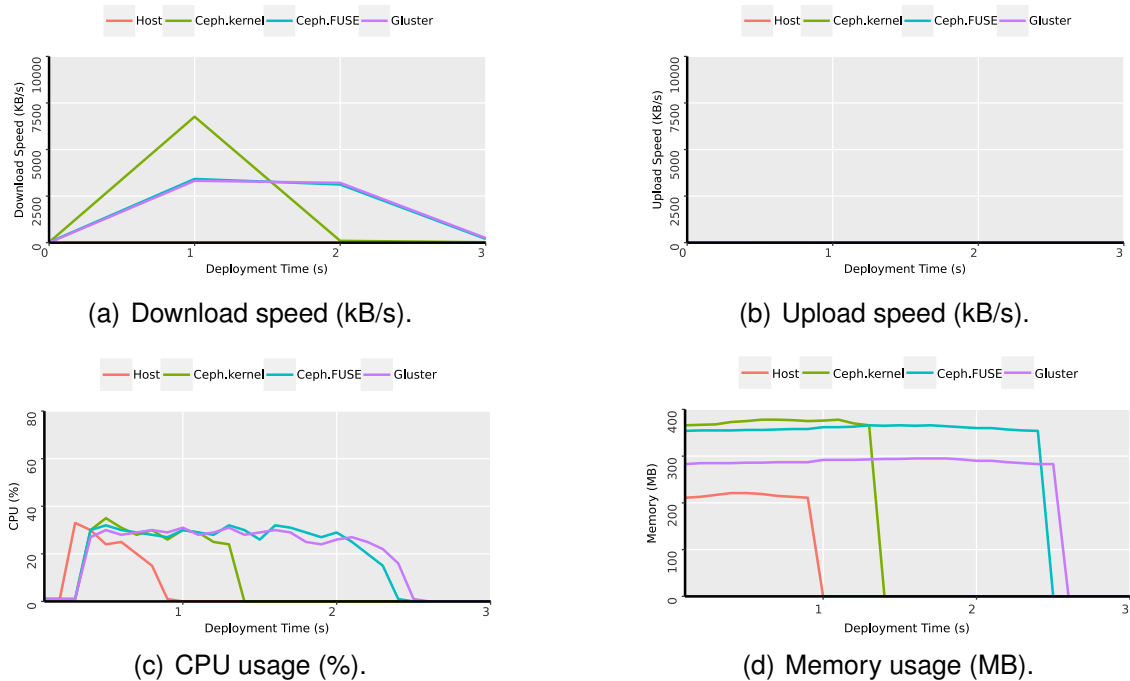 Host Ceph.kernel Ceph.FUSE Gluster
10000
7500
5000
2500
0
Download Speed (KB/s)
0 1 2 3
Deployment Time (s)
(a) Download speed (kB/s).
Host Ceph.kernel Ceph.FUSE Gluster
10000
7500
5000
2500
0
Upload Speed (KB/s)
0 1 2 3
Deployment Time (s)
(b) Upload speed (kB/s).
Host Ceph.kernel Ceph.FUSE Gluster
80
60
40
20
0
CPU (%)
1 2 3
Deployment Time (s)
(c) CPU usage (%).
Host Ceph.kernel Ceph.FUSE Gluster
400
300
200
100
0
Memory (MB)
1 2 3
Deployment Time (s)
(d) Memory usage (MB).